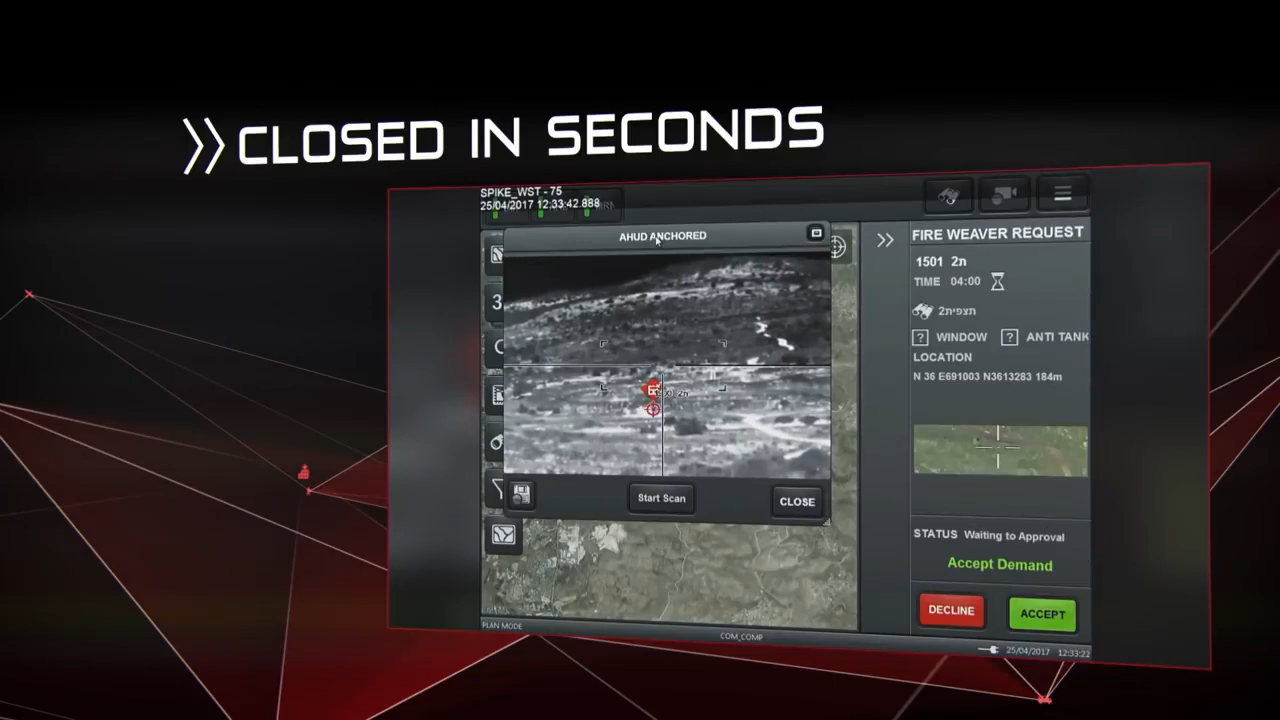 CLOSED IN SECONDS
SPIKE_WST - 75
25/04/2017 12:33:42.888
AHUD ANCHORED
FIRE WEAVER REQUEST
1501 ת2
TIME 04:00
תצפית2
? WINDOW ? ANTI TANK
LOCATION
N 36 E691003 N3613283 184m
Start Scan
CLOSE
STATUS Waiting to Approval
Accept Demand
DECLINE
ACCEPT
PLAN MODE
COM_COMP
25/04/2017 12:33:22